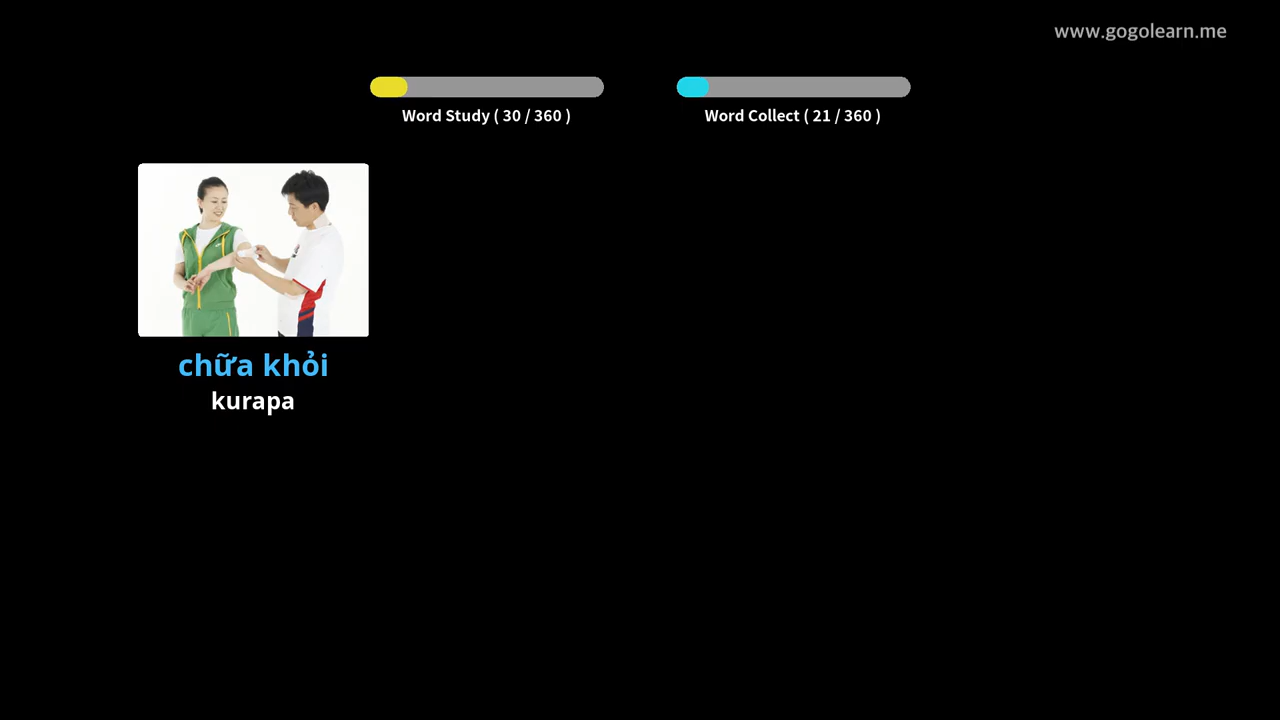 www.gogolearn.me
Word Study ( 30 / 360 )
Word Collect ( 21 / 360 )
chữa khỏi
kurapa